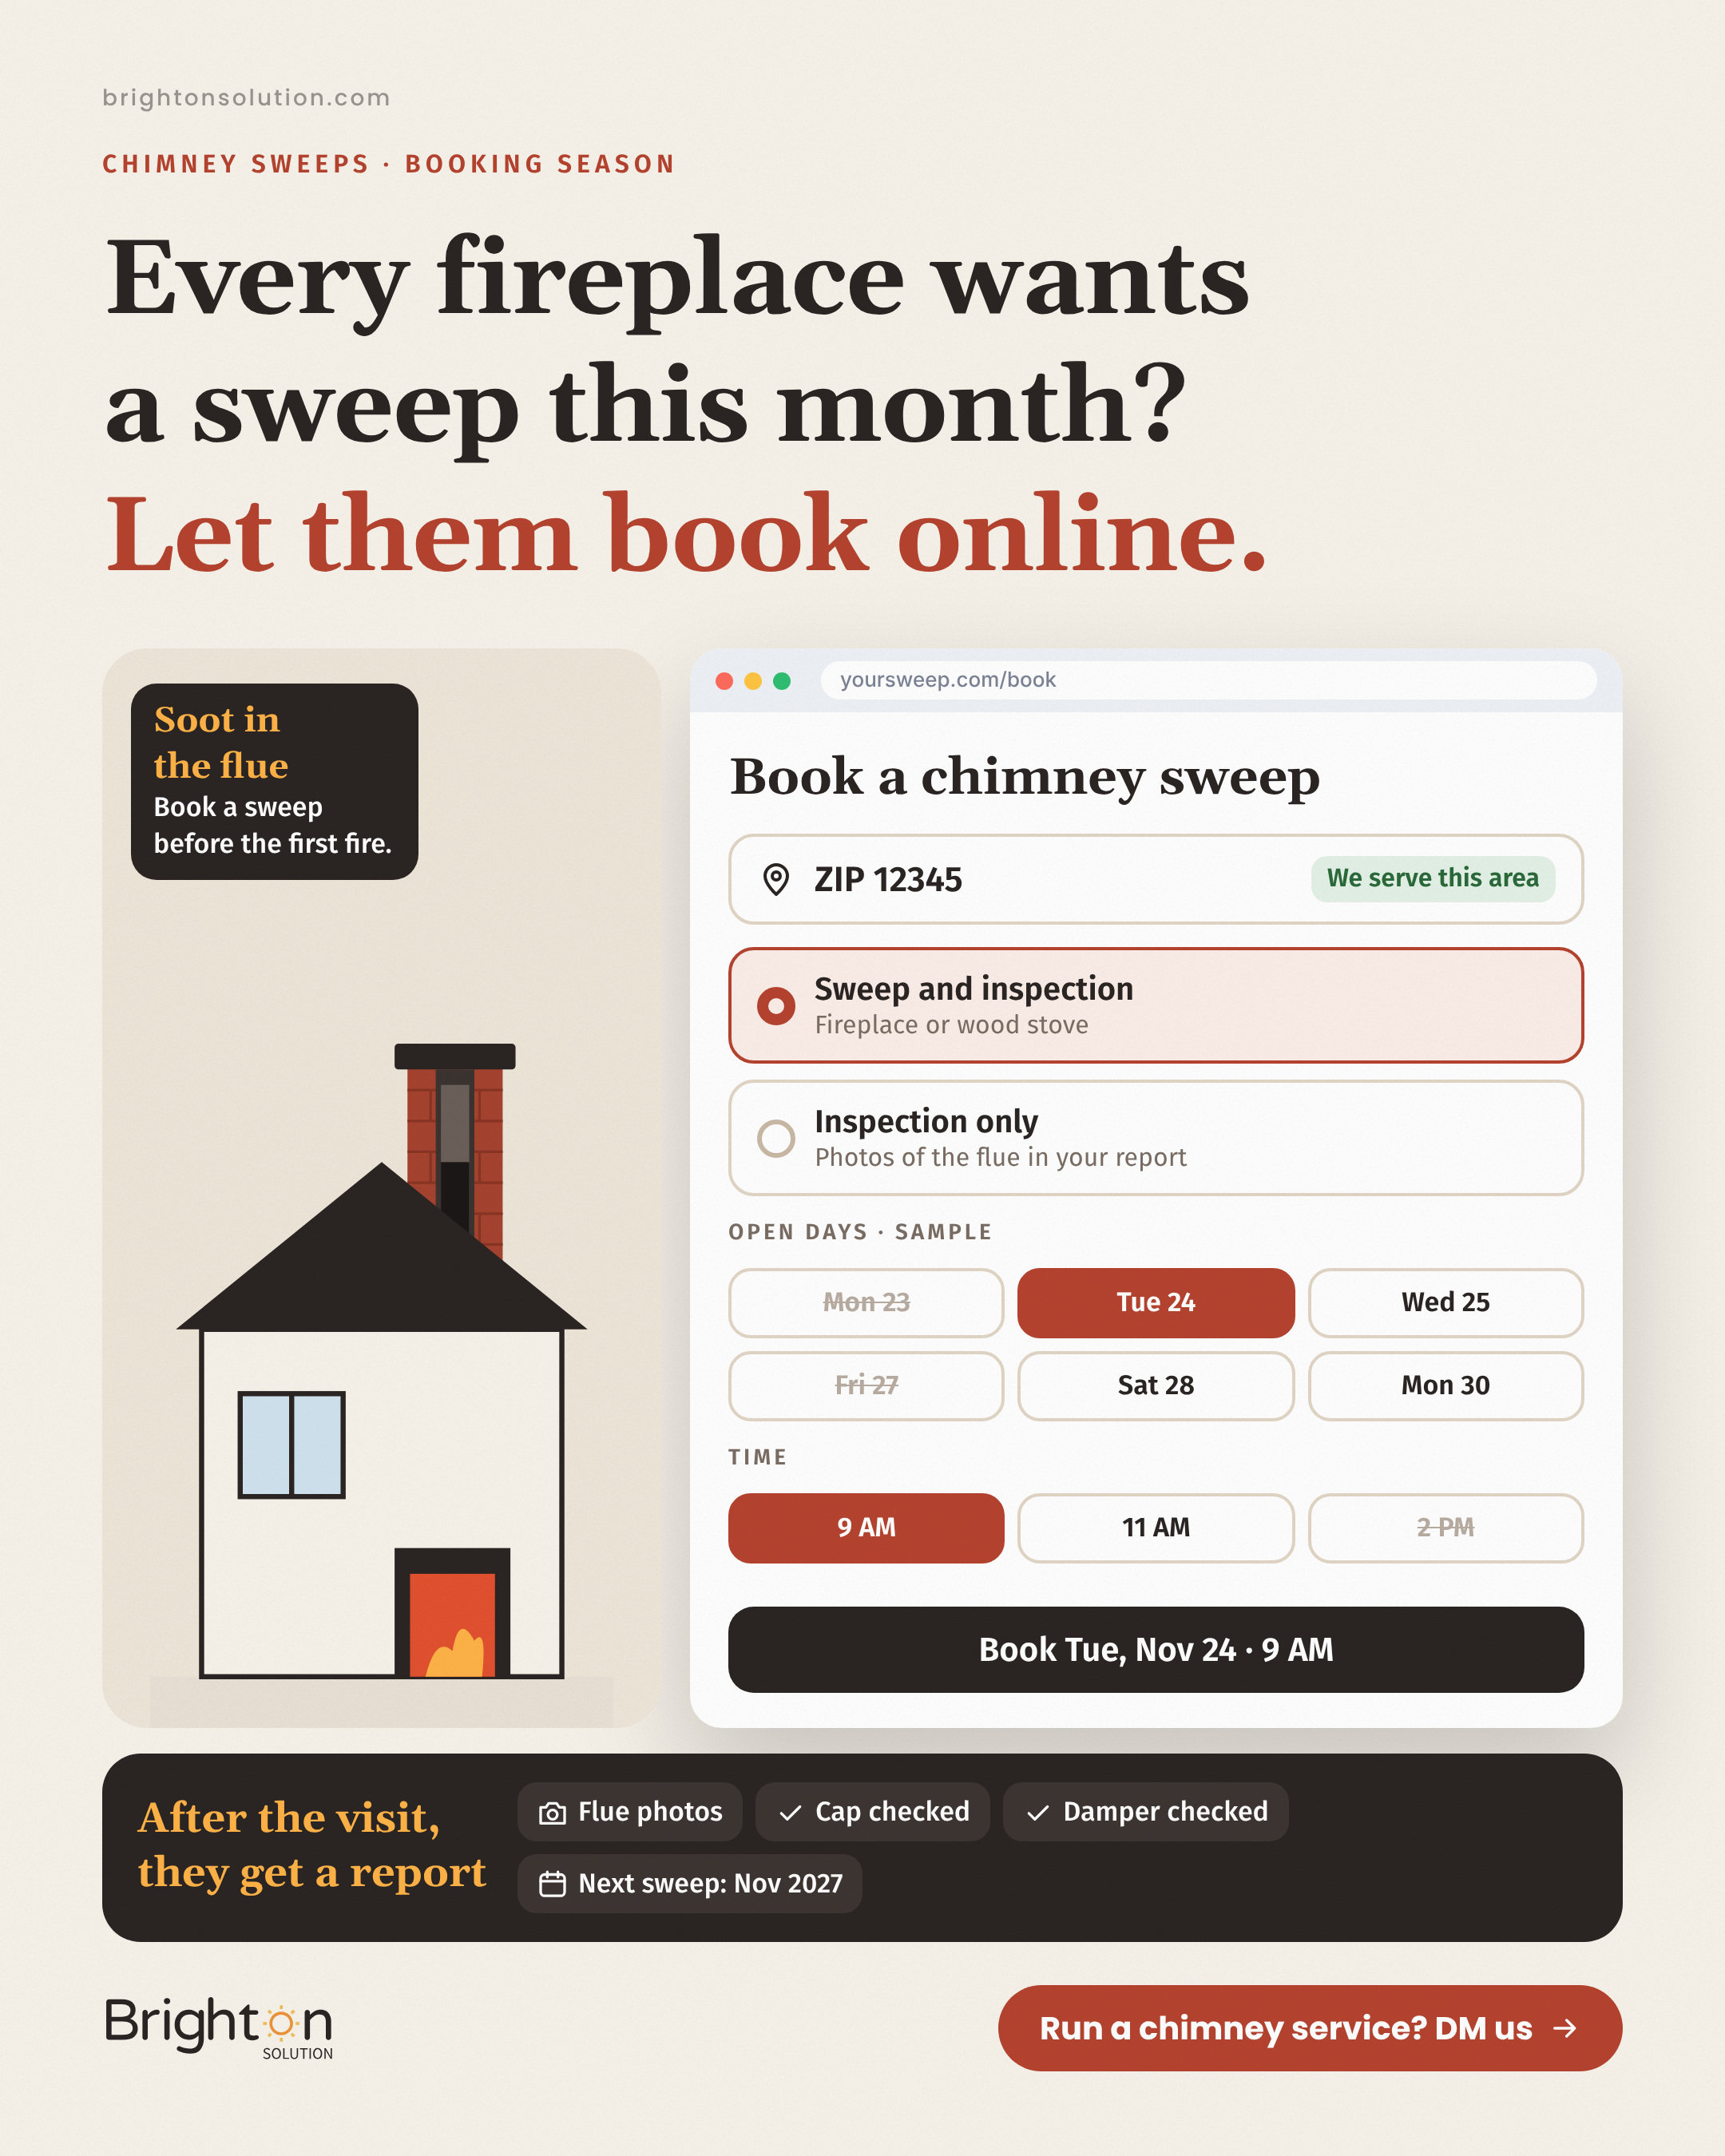 brightonsolution.com
CHIMNEY SWEEPS · BOOKING SEASON
Every fireplace wants
a sweep this month?
Let them book online.
Soot in
the flue
Book a sweep
before the first fire.
yoursweep.com/book
Book a chimney sweep
ZIP 12345
We serve this area
Sweep and inspection
Fireplace or wood stove
Inspection only
Photos of the flue in your report
OPEN DAYS · SAMPLE
Mon 23
Tue 24
Wed 25
Fri 27
Sat 28
Mon 30
TIME
9 AM
11 AM
2 PM
Book Tue, Nov 24 · 9 AM
After the visit,
they get a report
Flue photos
Cap checked
Damper checked
Next sweep: Nov 2027
Brighton
SOLUTION
Run a chimney service? DM us →